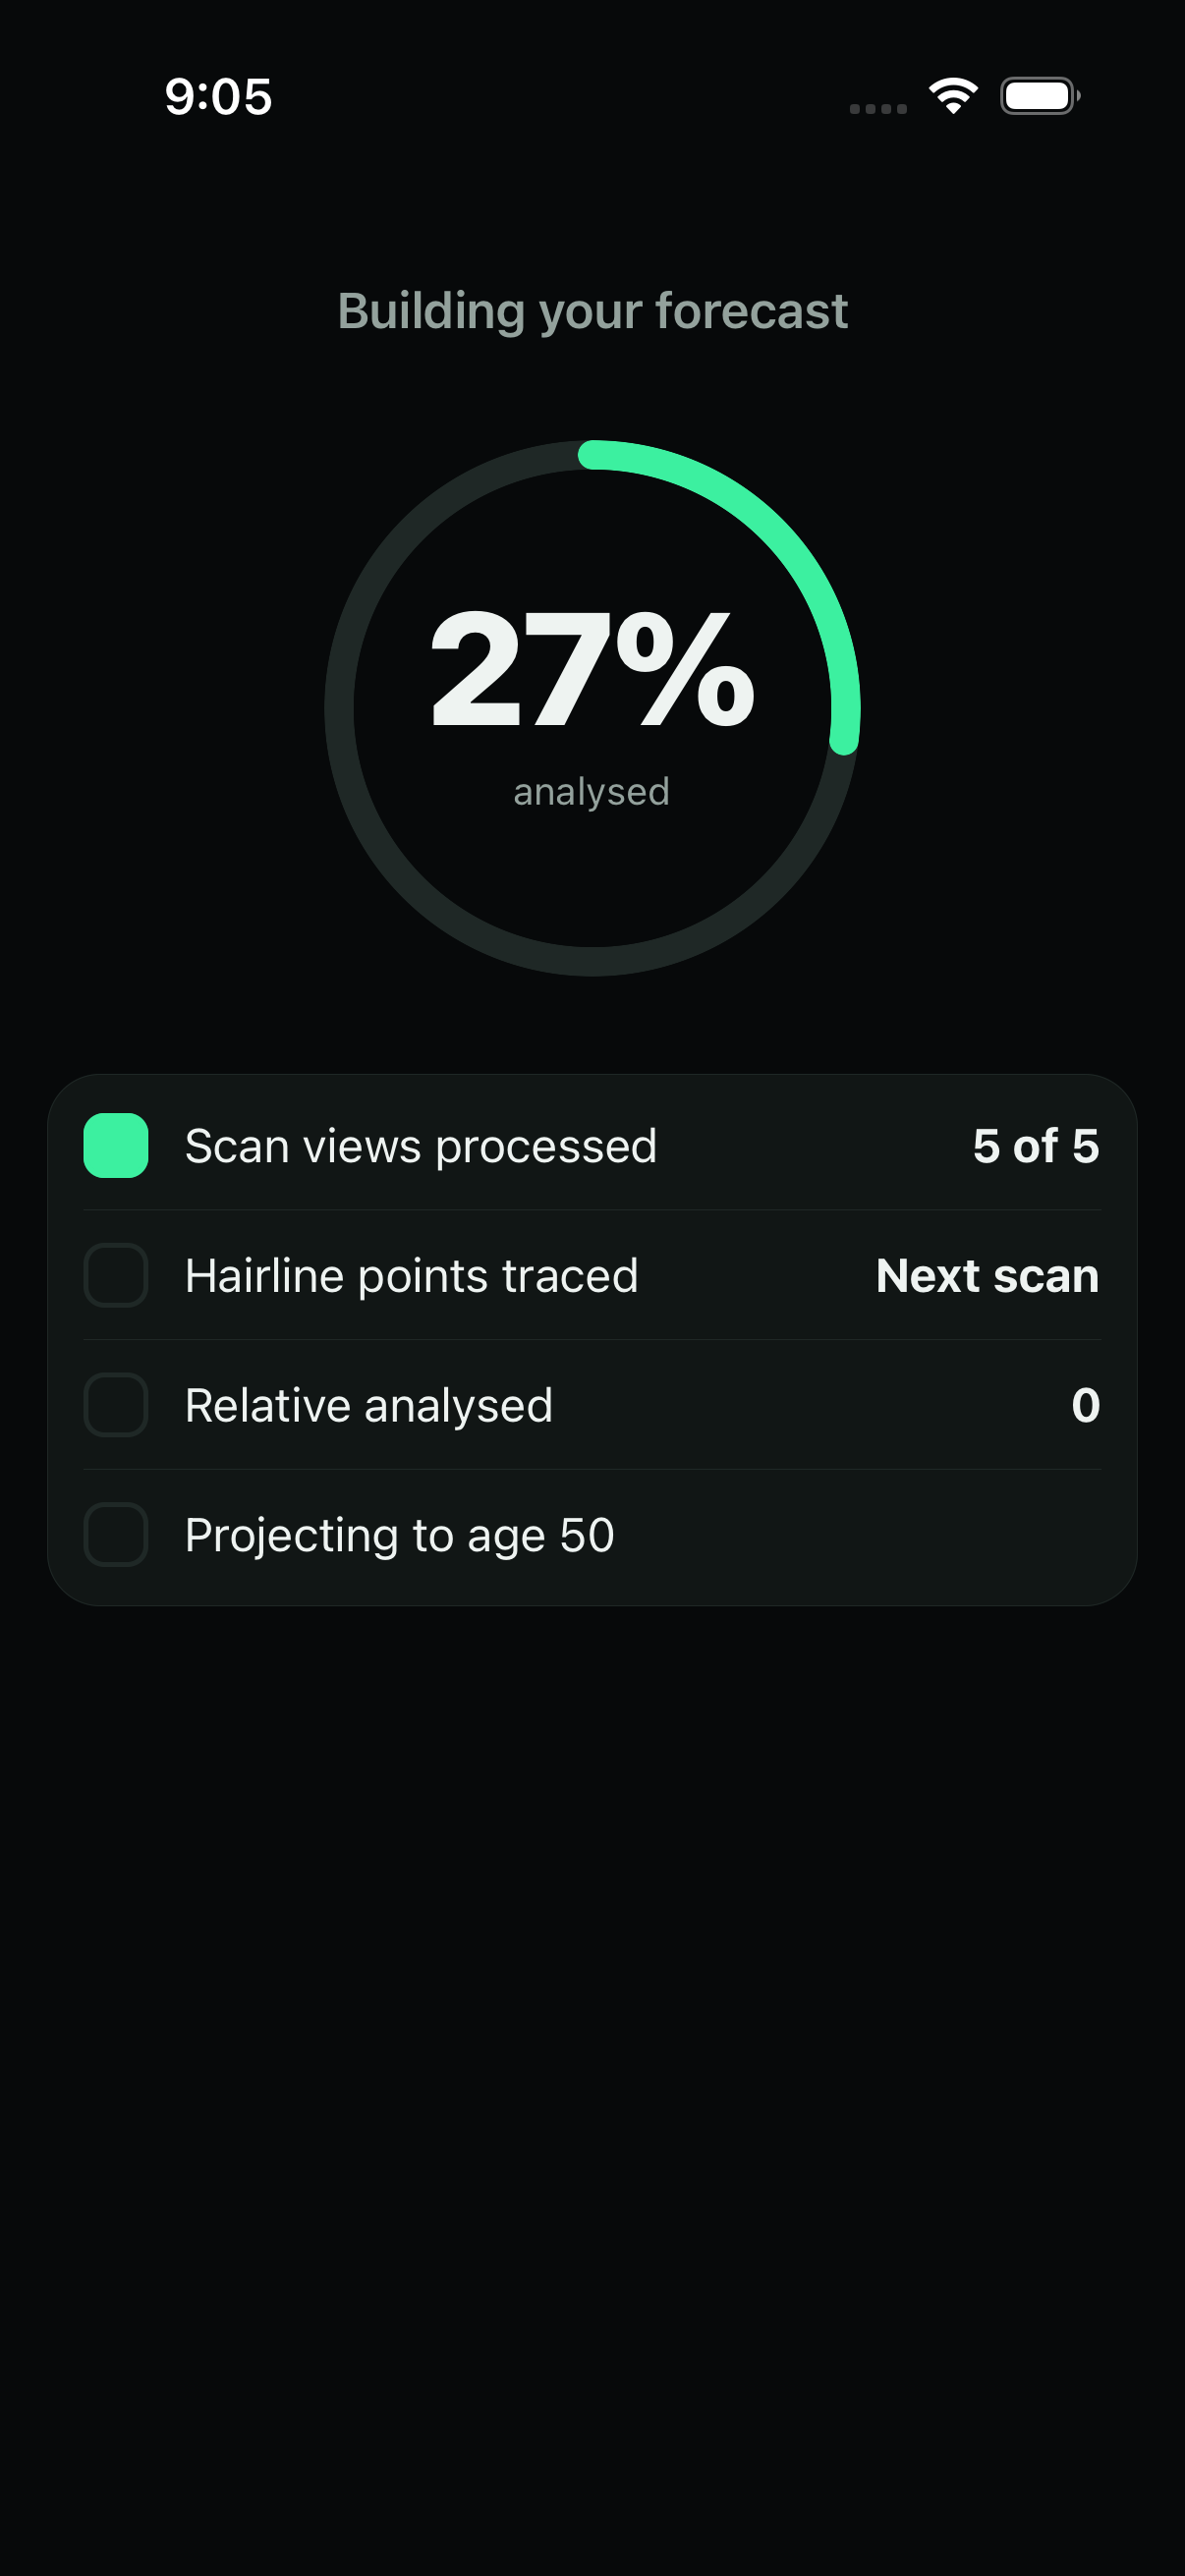 9:05
Building your forecast
27%
analysed
Scan views processed 5 of 5
Hairline points traced Next scan
Relative analysed 0
Projecting to age 50